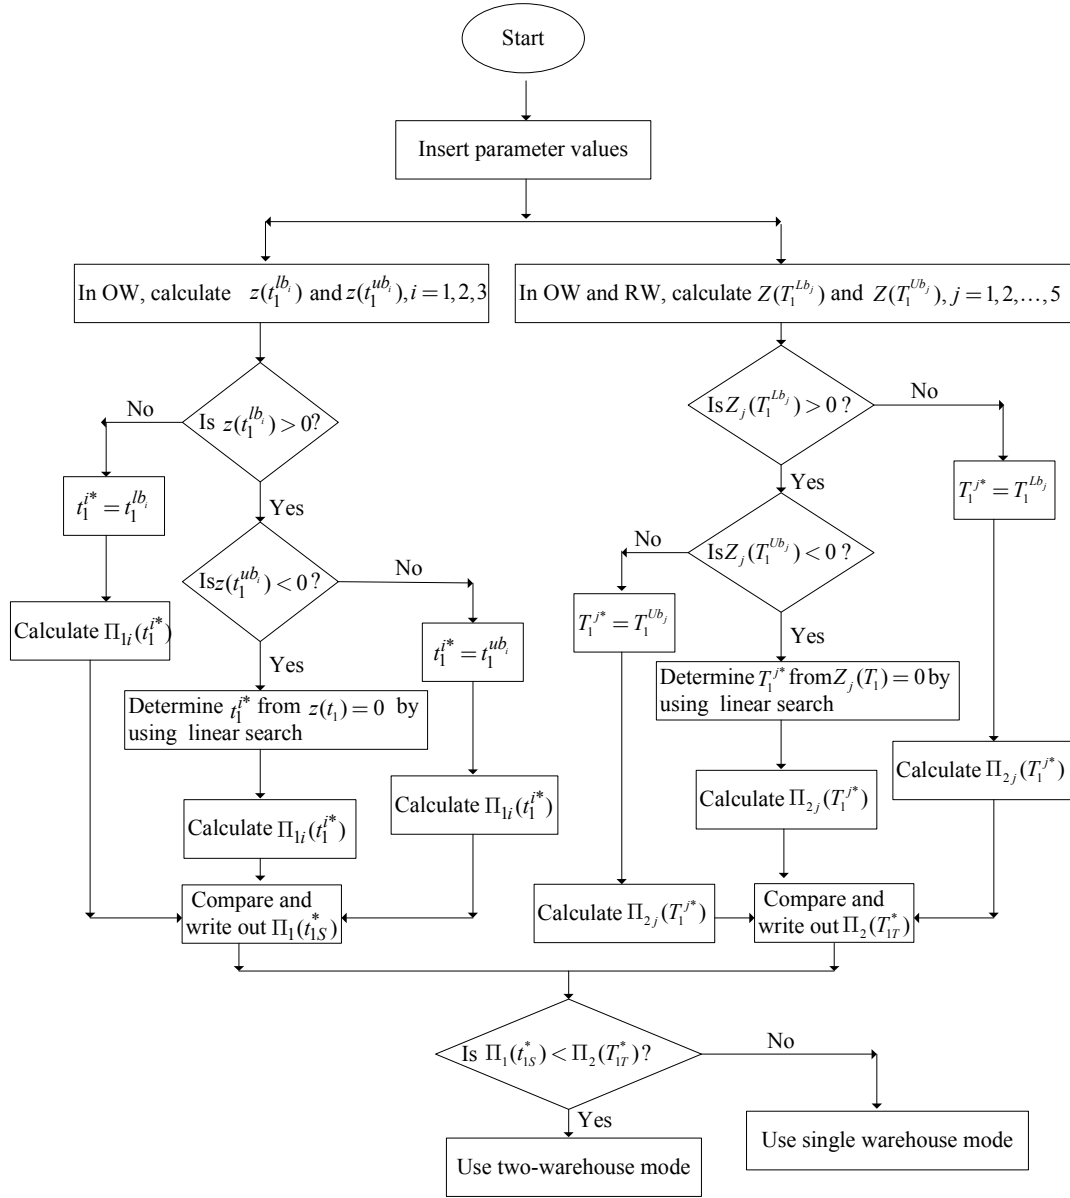 Start
Insert parameter values
In OW, calculate z(t_1^{lb_i}) and z(t_1^{ub_i}), i = 1, 2, 3
In OW and RW, calculate Z(T_1^{Lb_j}) and Z(T_1^{Ub_j}), j = 1, 2, …, 5
Is z(t_1^{lb_i}) > 0?
No
Yes
Is Z_j(T_1^{Lb_j}) > 0?
No
Yes
t_1^{i*} = t_1^{lb_i}
T_1^{j*} = T_1^{Lb_j}
Is z(t_1^{ub_i}) < 0?
No
Yes
Is Z_j(T_1^{Ub_j}) < 0?
No
Yes
Calculate Π_{1i}(t_1^{i*})
t_1^{i*} = t_1^{ub_i}
T_1^{j*} = T_1^{Ub_j}
Determine t_1^{i*} from z(t_1) = 0 by
using linear search
Determine T_1^{j*} from Z_j(T_1) = 0 by
using linear search
Calculate Π_{1i}(t_1^{i*})
Calculate Π_{1i}(t_1^{i*})
Calculate Π_{2j}(T_1^{j*})
Calculate Π_{2j}(T_1^{j*})
Compare and
write out Π_1(t_{1S}^*)
Calculate Π_{2j}(T_1^{j*})
Compare and
write out Π_2(T_{1T}^*)
Is Π_1(t_{1S}^*) < Π_2(T_{1T}^*)?
No
Yes
Use two-warehouse mode
Use single warehouse mode